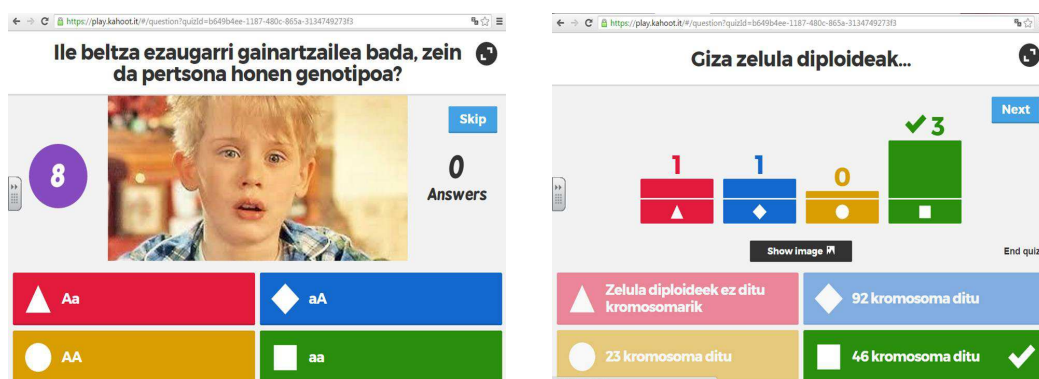 https://play.kahoot.it/#/question?quizId=b649b4ee-1187-480c-865a-3134749273f3
Ile beltza ezaugarri gainartzailea bada, zein
da pertsona honen genotipoa?
Skip
8
0
Answers
Aa
aA
AA
aa
https://play.kahoot.it/#/question?quizId=b649b4ee-1187-480c-865a-3134749273f3
Giza zelula diploideak...
Next
1
1
0
3
Show image
End quiz
Zelula diploideek ez ditu
kromosomarik
92 kromosoma ditu
23 kromosoma ditu
46 kromosoma ditu